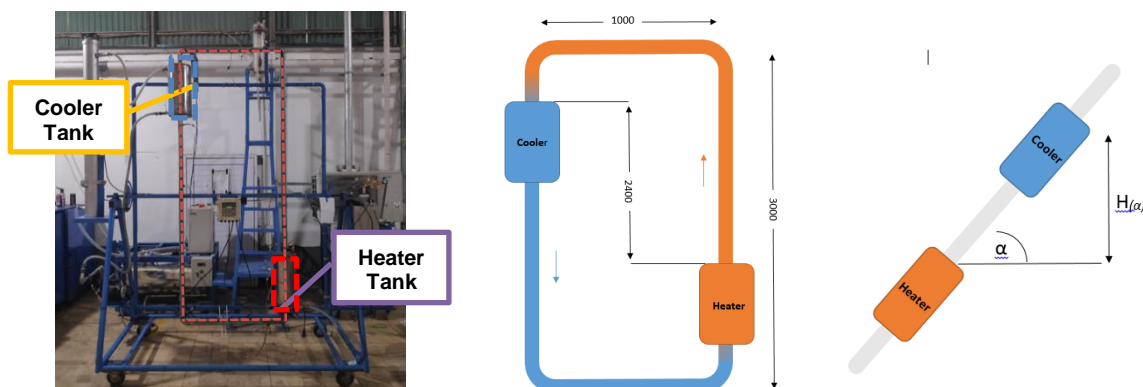 Cooler
Tank
Heater
Tank
1000
Cooler
2400
3000
Heater
Cooler
H(α)
α
Heater